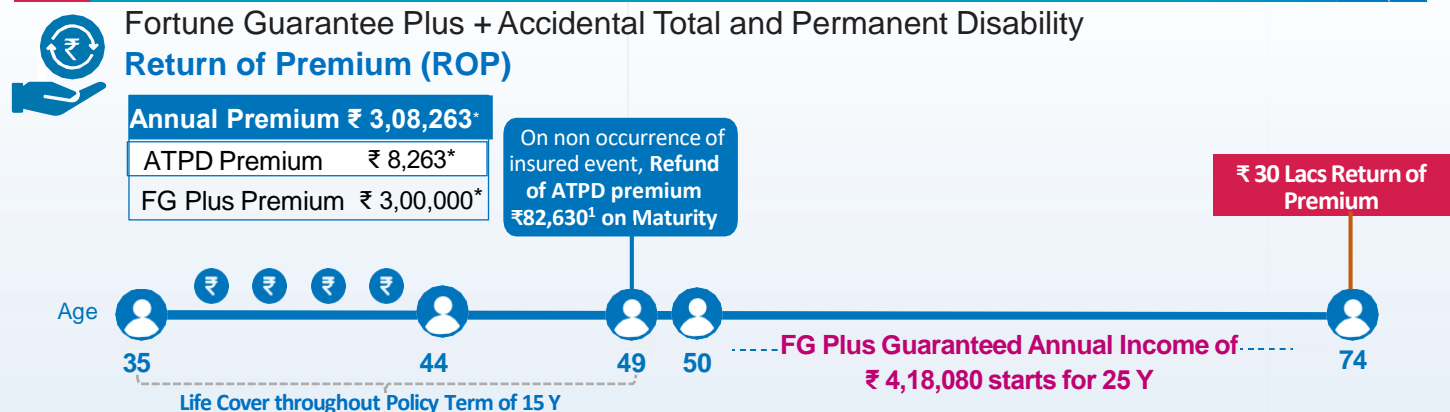 Fortune Guarantee Plus + Accidental Total and Permanent Disability
₹
Return of Premium (ROP)
Annual Premium ₹ 3,08,263*
ATPD Premium ₹ 8,263*
FG Plus Premium ₹ 3,00,000*
On non occurrence of
insured event, Refund
of ATPD premium
₹82,630¹ on Maturity
₹ 30 Lacs Return of
Premium
₹ ₹ ₹ ₹
Age
35 44 49 50 74
FG Plus Guaranteed Annual Income of
₹ 4,18,080 starts for 25 Y
Life Cover throughout Policy Term of 15 Y